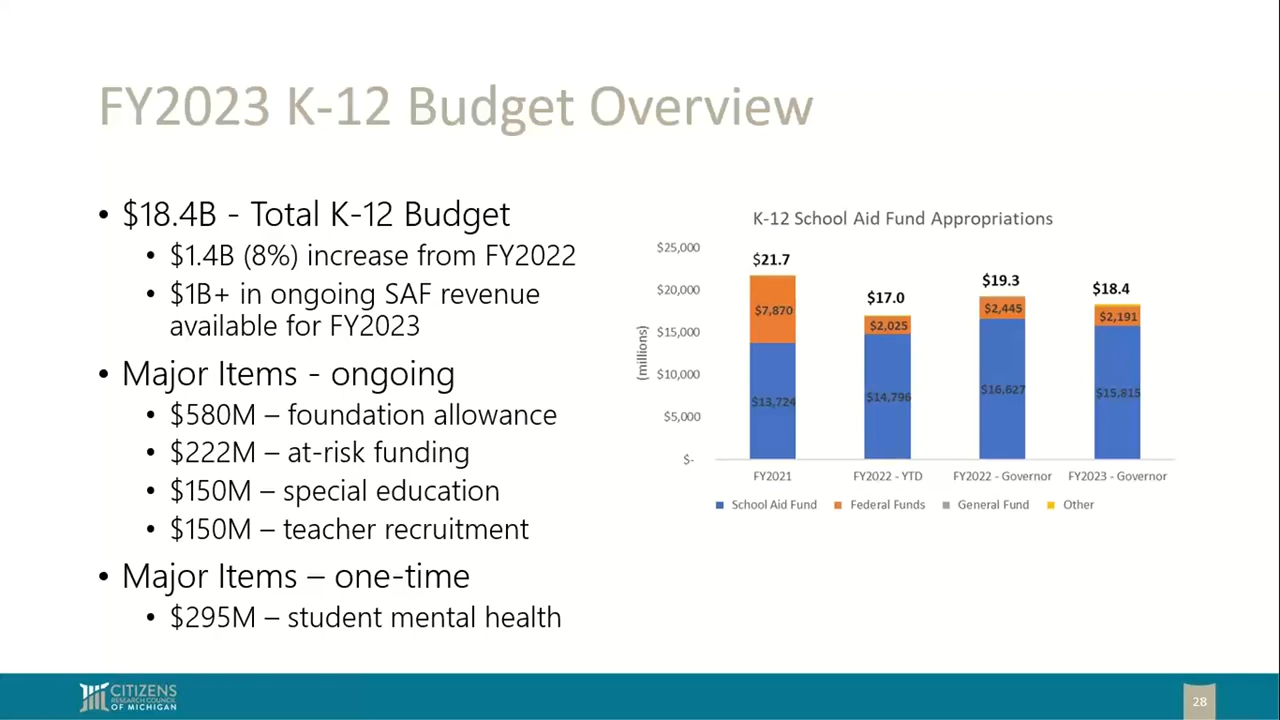 FY2023 K-12 Budget Overview
• $18.4B - Total K-12 Budget
• $1.4B (8%) increase from FY2022
• $1B+ in ongoing SAF revenue
available for FY2023
• Major Items - ongoing
• $580M – foundation allowance
• $222M – at-risk funding
• $150M – special education
• $150M – teacher recruitment
• Major Items – one-time
• $295M – student mental health
K-12 School Aid Fund Appropriations
(millions)
$25,000
$20,000
$15,000
$10,000
$5,000
$-
$21.7
$7,870
$13,724
$17.0
$2,025
$14,796
$19.3
$2,445
$16,627
$18.4
$2,191
$15,815
FY2021 FY2022 - YTD FY2022 - Governor FY2023 - Governor
School Aid Fund Federal Funds General Fund Other
CITIZENS
RESEARCH COUNCIL
OF MICHIGAN
28